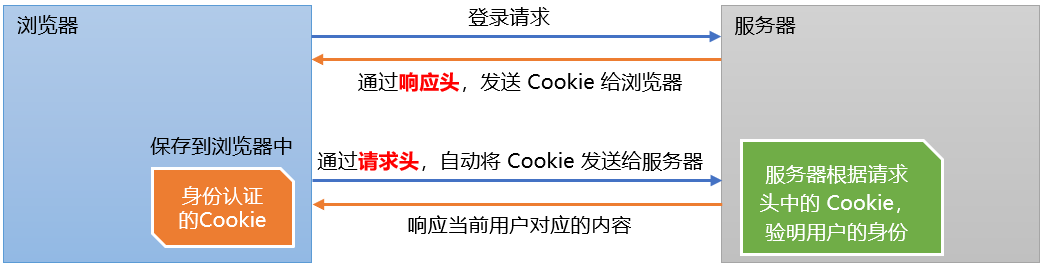 浏览器
登录请求
服务器
通过响应头，发送 Cookie 给浏览器
保存到浏览器中
通过请求头，自动将 Cookie 发送给服务器
身份认证
的Cookie
服务器根据请求
头中的 Cookie，
验明用户的身份
响应当前用户对应的内容